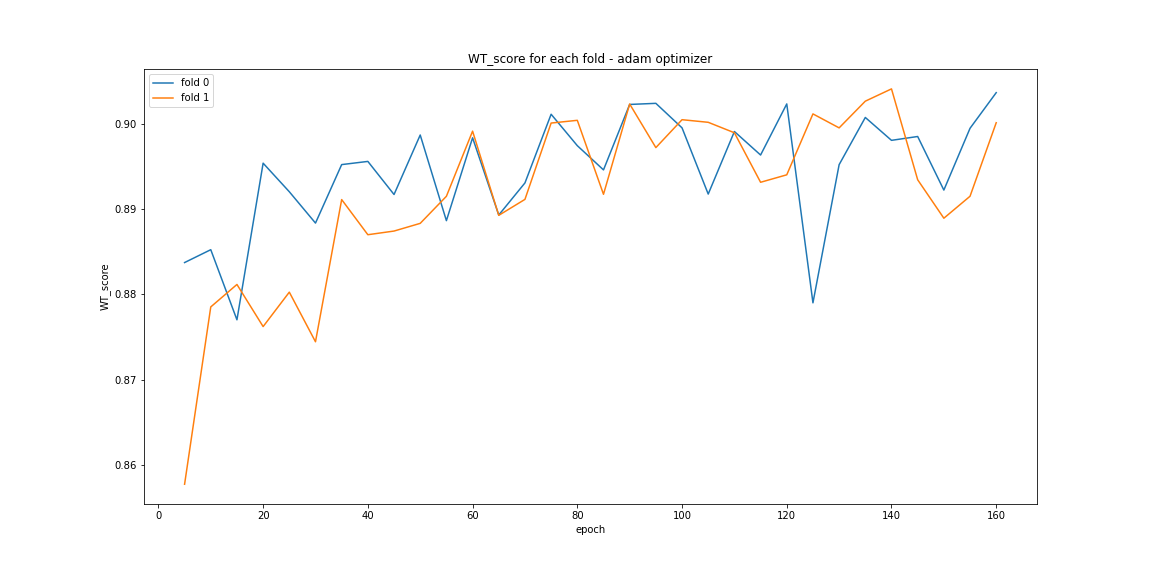 WT_score for each fold - adam optimizer
fold 0
fold 1
0.90
0.89
0.88
0.87
0.86
WT_score
0 20 40 60 80 100 120 140 160
epoch